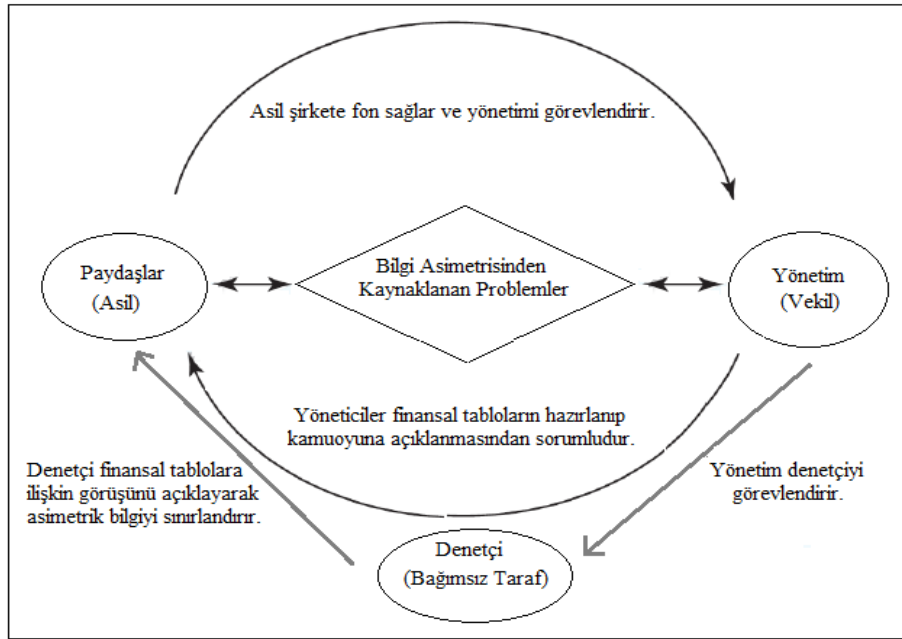 Asil şirkete fon sağlar ve yönetimi görevlendirir.
Paydaşlar
(Asil)
Bilgi Asimetrisinden
Kaynaklanan Problemler
Yönetim
(Vekil)
Yöneticiler finansal tabloların hazırlanıp
kamuoyuna açıklanmasından sorumludur.
Denetçi finansal tablolara
ilişkin görüşünü açıklayarak
asimetrik bilgiyi sınırlandırır.
Yönetim denetçiyi
görevlendirir.
Denetçi
(Bağımsız Taraf)